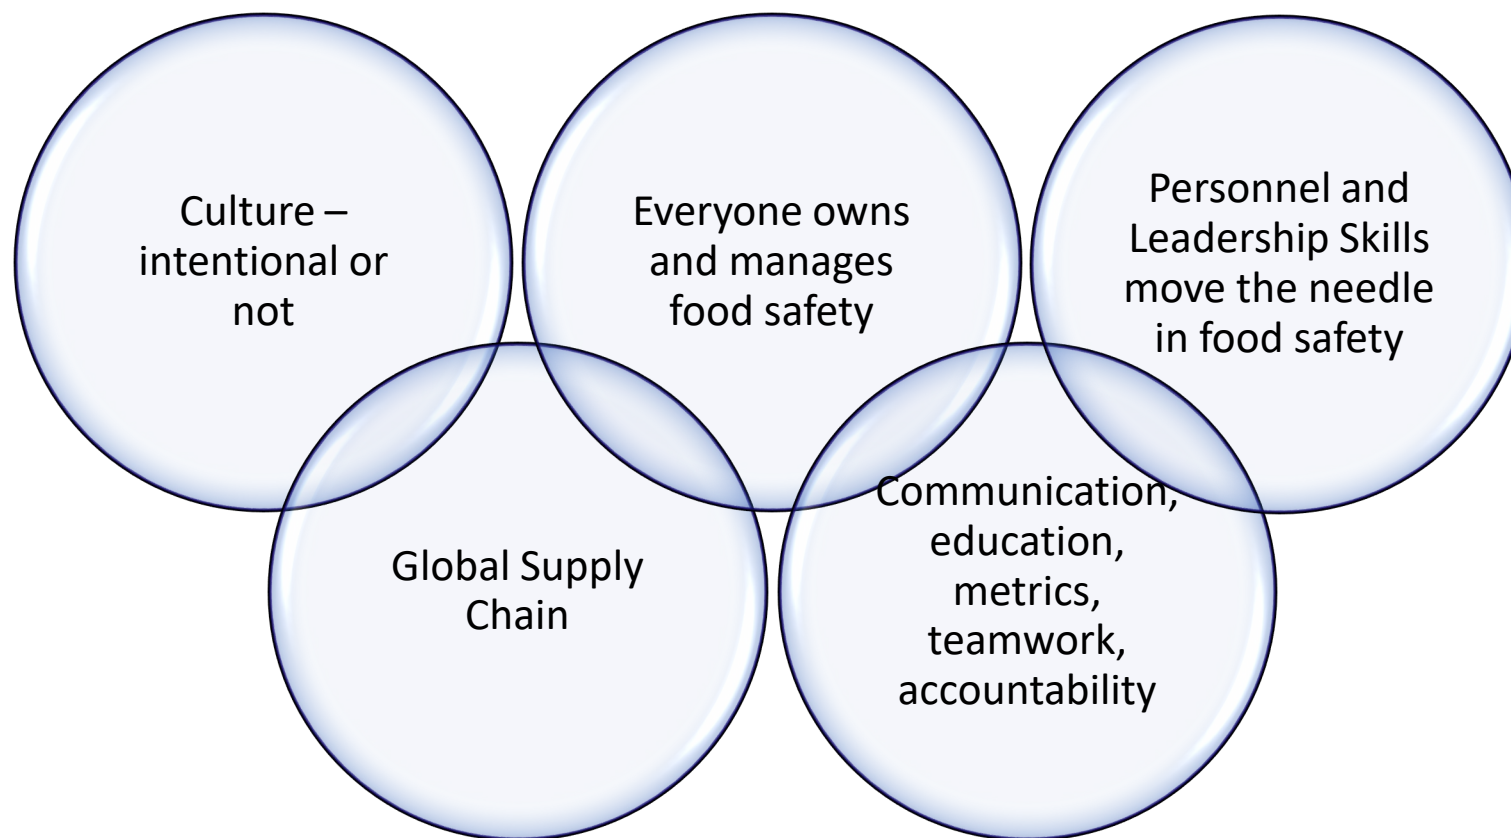 Culture –
intentional or
not
Everyone owns
and manages
food safety
Personnel and
Leadership Skills
move the needle
in food safety
Global Supply
Chain
Communication,
education,
metrics,
teamwork,
accountability